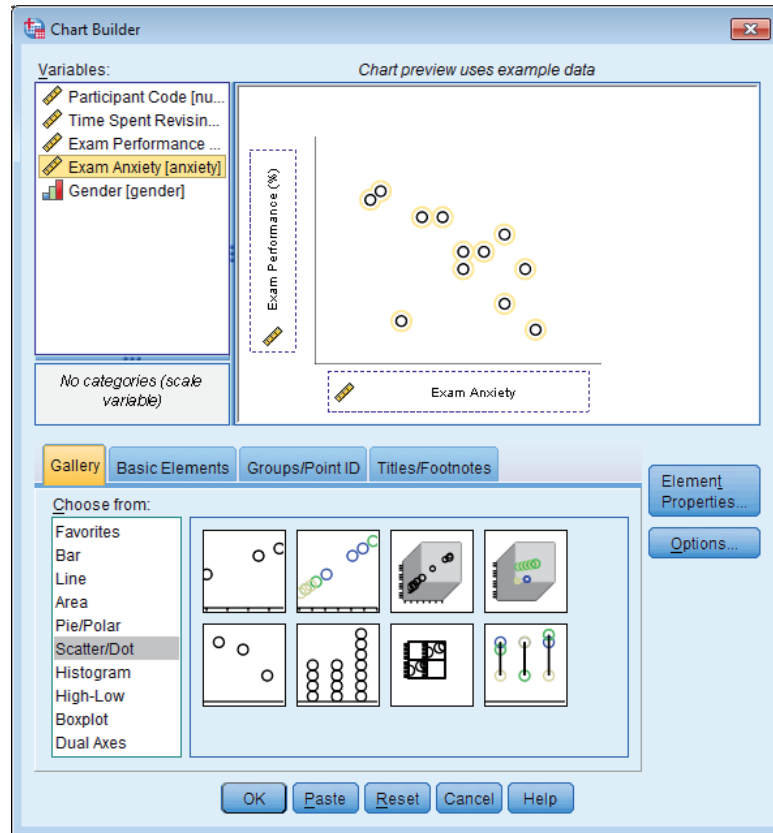 Chart Builder
Variables:
Chart preview uses example data
Participant Code [nu...
Time Spent Revisin...
Exam Performance ...
Exam Anxiety [anxiety]
Gender [gender]
No categories (scale
variable)
Exam Performance (%)
Exam Anxiety
Gallery
Basic Elements
Groups/Point ID
Titles/Footnotes
Choose from:
Favorites
Bar
Line
Area
Pie/Polar
Scatter/Dot
Histogram
High-Low
Boxplot
Dual Axes
Element
Properties...
Options...
OK
Paste
Reset
Cancel
Help